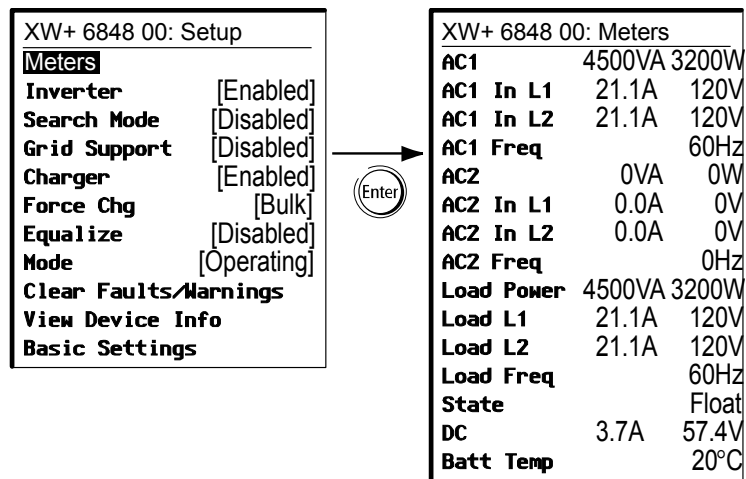 XW+ 6848 00: Setup
Meters
Inverter [Enabled]
Search Mode [Disabled]
Grid Support [Disabled]
Charger [Enabled]
Force Chg [Bulk]
Equalize [Disabled]
Mode [Operating]
Clear Faults/Warnings
View Device Info
Basic Settings
Enter
XW+ 6848 00: Meters
AC1 4500VA 3200W
AC1 In L1 21.1A 120V
AC1 In L2 21.1A 120V
AC1 Freq 60Hz
AC2 0VA 0W
AC2 In L1 0.0A 0V
AC2 In L2 0.0A 0V
AC2 Freq 0Hz
Load Power 4500VA 3200W
Load L1 21.1A 120V
Load L2 21.1A 120V
Load Freq 60Hz
State Float
DC 3.7A 57.4V
Batt Temp 20°C